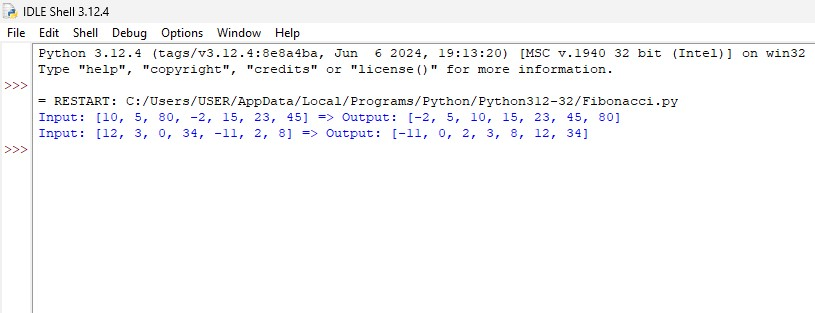 IDLE Shell 3.12.4
File Edit Shell Debug Options Window Help
Python 3.12.4 (tags/v3.12.4:8e8a4ba, Jun  6 2024, 19:13:20) [MSC v.1940 32 bit (Intel)] on win32
Type "help", "copyright", "credits" or "license()" for more information.
>>>
= RESTART: C:/Users/USER/AppData/Local/Programs/Python/Python312-32/Fibonacci.py
Input: [10, 5, 80, -2, 15, 23, 45] => Output: [-2, 5, 10, 15, 23, 45, 80]
Input: [12, 3, 0, 34, -11, 2, 8] => Output: [-11, 0, 2, 3, 8, 12, 34]
>>>